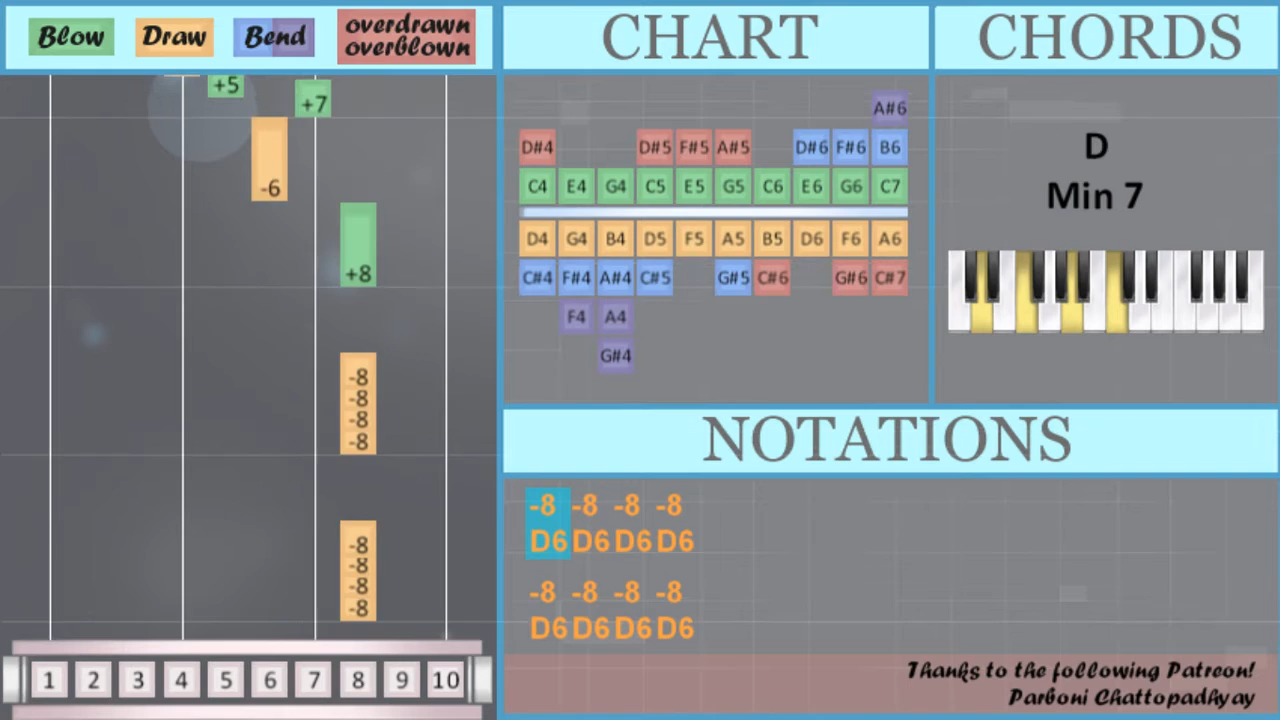 Blow Draw Bend overdrawn
overblown
CHART
CHORDS
+5
+7
-6
+8
-8
-8
-8
-8
-8
-8
-8
-8
1 2 3 4 5 6 7 8 9 10
A#6
D#4 D#5 F#5 A#5 D#6 F#6 B6
C4 E4 G4 C5 E5 G5 C6 E6 G6 C7
D4 G4 B4 D5 F5 A5 B5 D6 F6 A6
C#4 F#4 A#4 C#5 G#5 C#6 G#6 C#7
F4 A4
G#4
D
Min 7
NOTATIONS
-8 -8 -8 -8
D6 D6 D6 D6
-8 -8 -8 -8
D6 D6 D6 D6
Thanks to the following Patreon!
Parboni Chattopadhyay